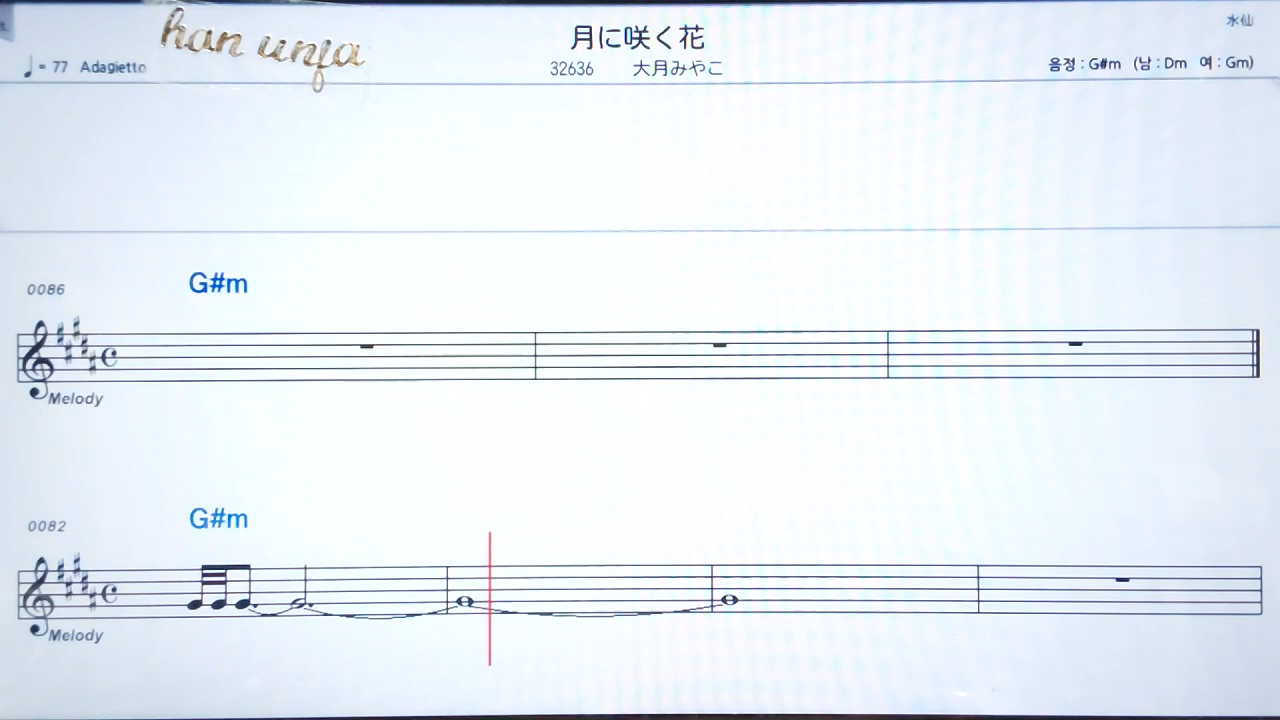 han unfa
月に咲く花
水仙
♩= 77 Adagietto
32636 大月みやこ
음정 : G#m (남 : Dm 여 : Gm)
0086
G#m
Melody
0082
G#m
Melody